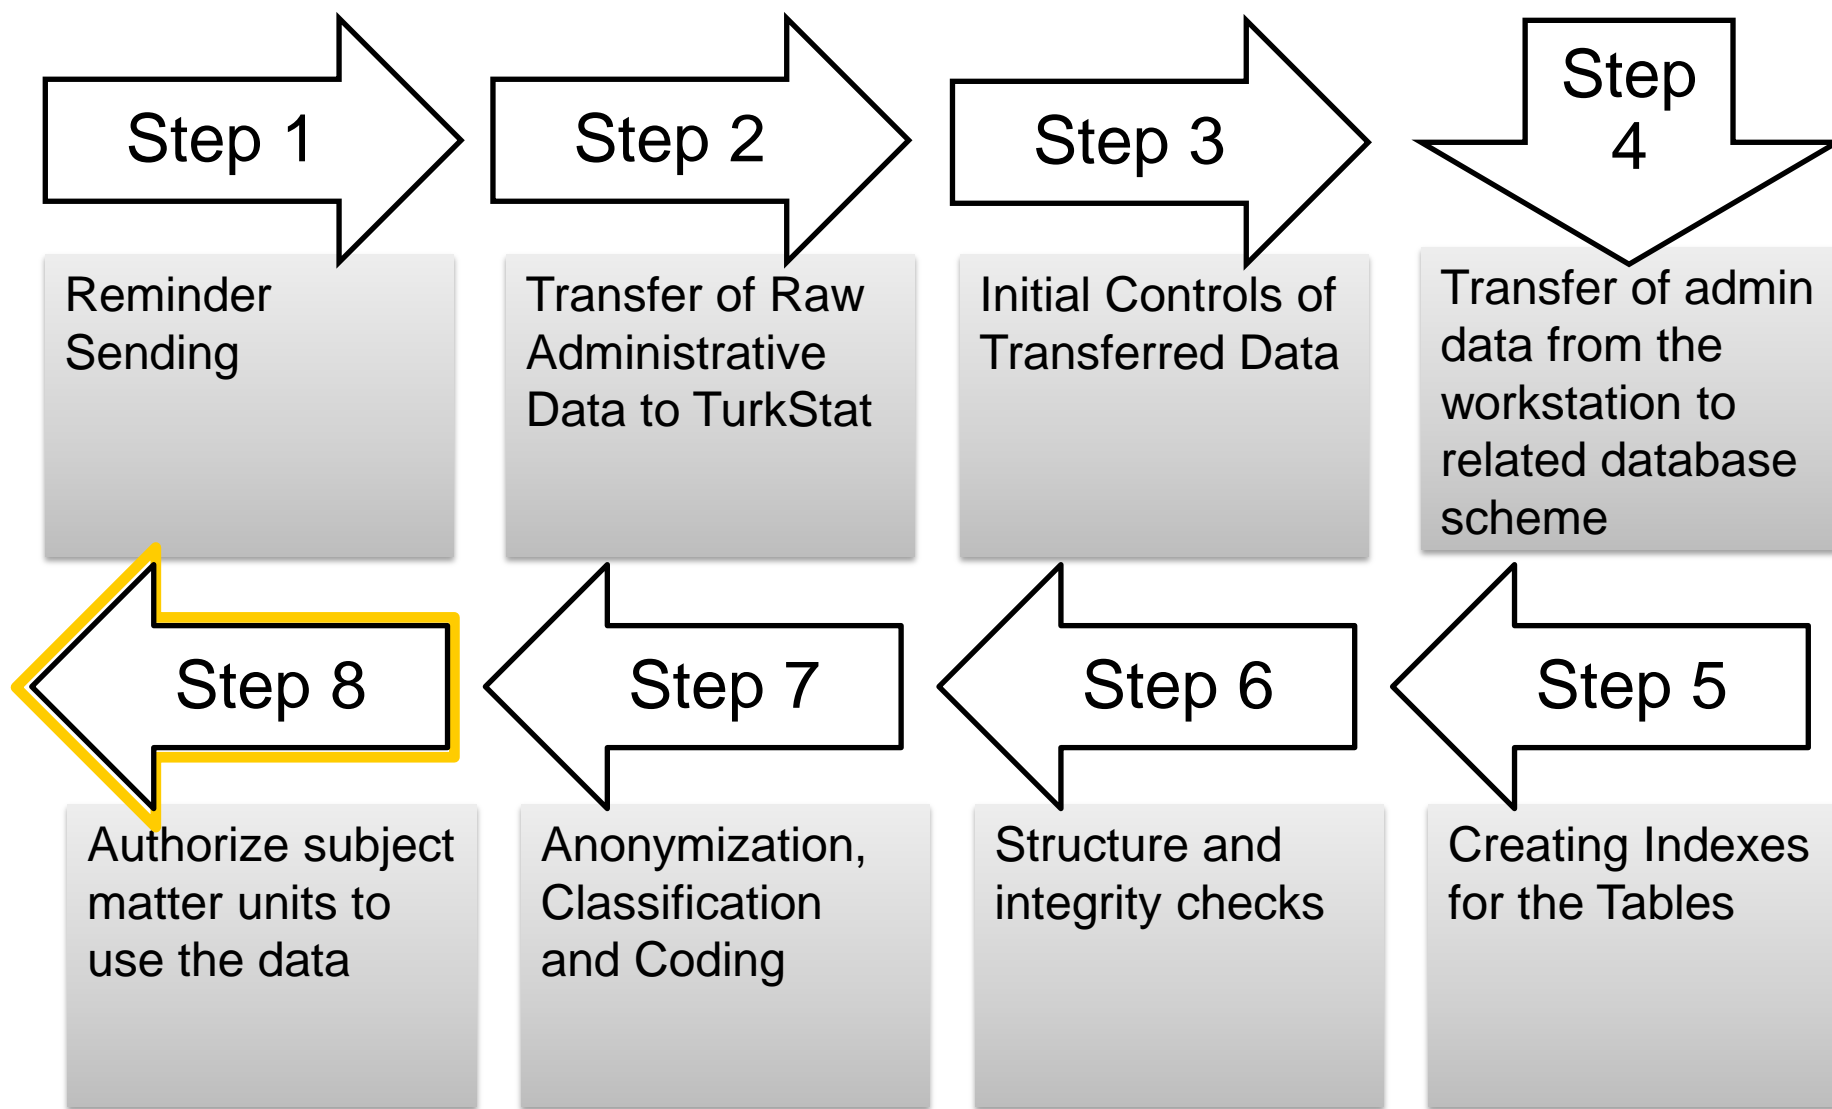 Step 1
Reminder
Sending
Step 2
Transfer of Raw
Administrative
Data to TurkStat
Step 3
Initial Controls of
Transferred Data
Step
4
Transfer of admin
data from the
workstation to
related database
scheme
Step 5
Creating Indexes
for the Tables
Step 6
Structure and
integrity checks
Step 7
Anonymization,
Classification
and Coding
Step 8
Authorize subject
matter units to
use the data